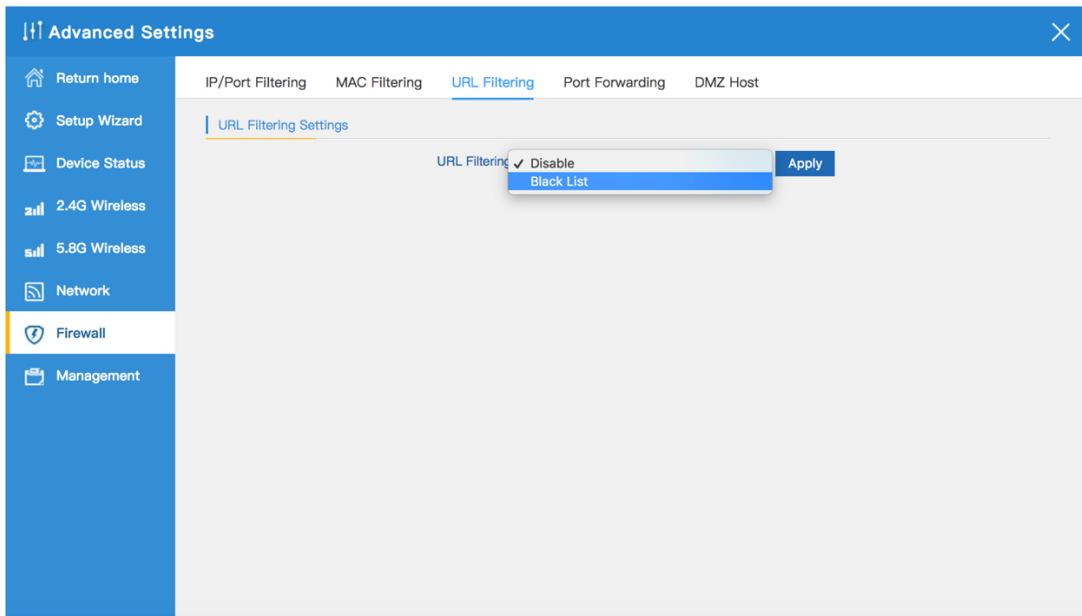 Advanced Settings
Return home
Setup Wizard
Device Status
2.4G Wireless
5.8G Wireless
Network
Firewall
Management
IP/Port Filtering MAC Filtering URL Filtering Port Forwarding DMZ Host
URL Filtering Settings
URL Filtering ✓ Disable Apply
Black List